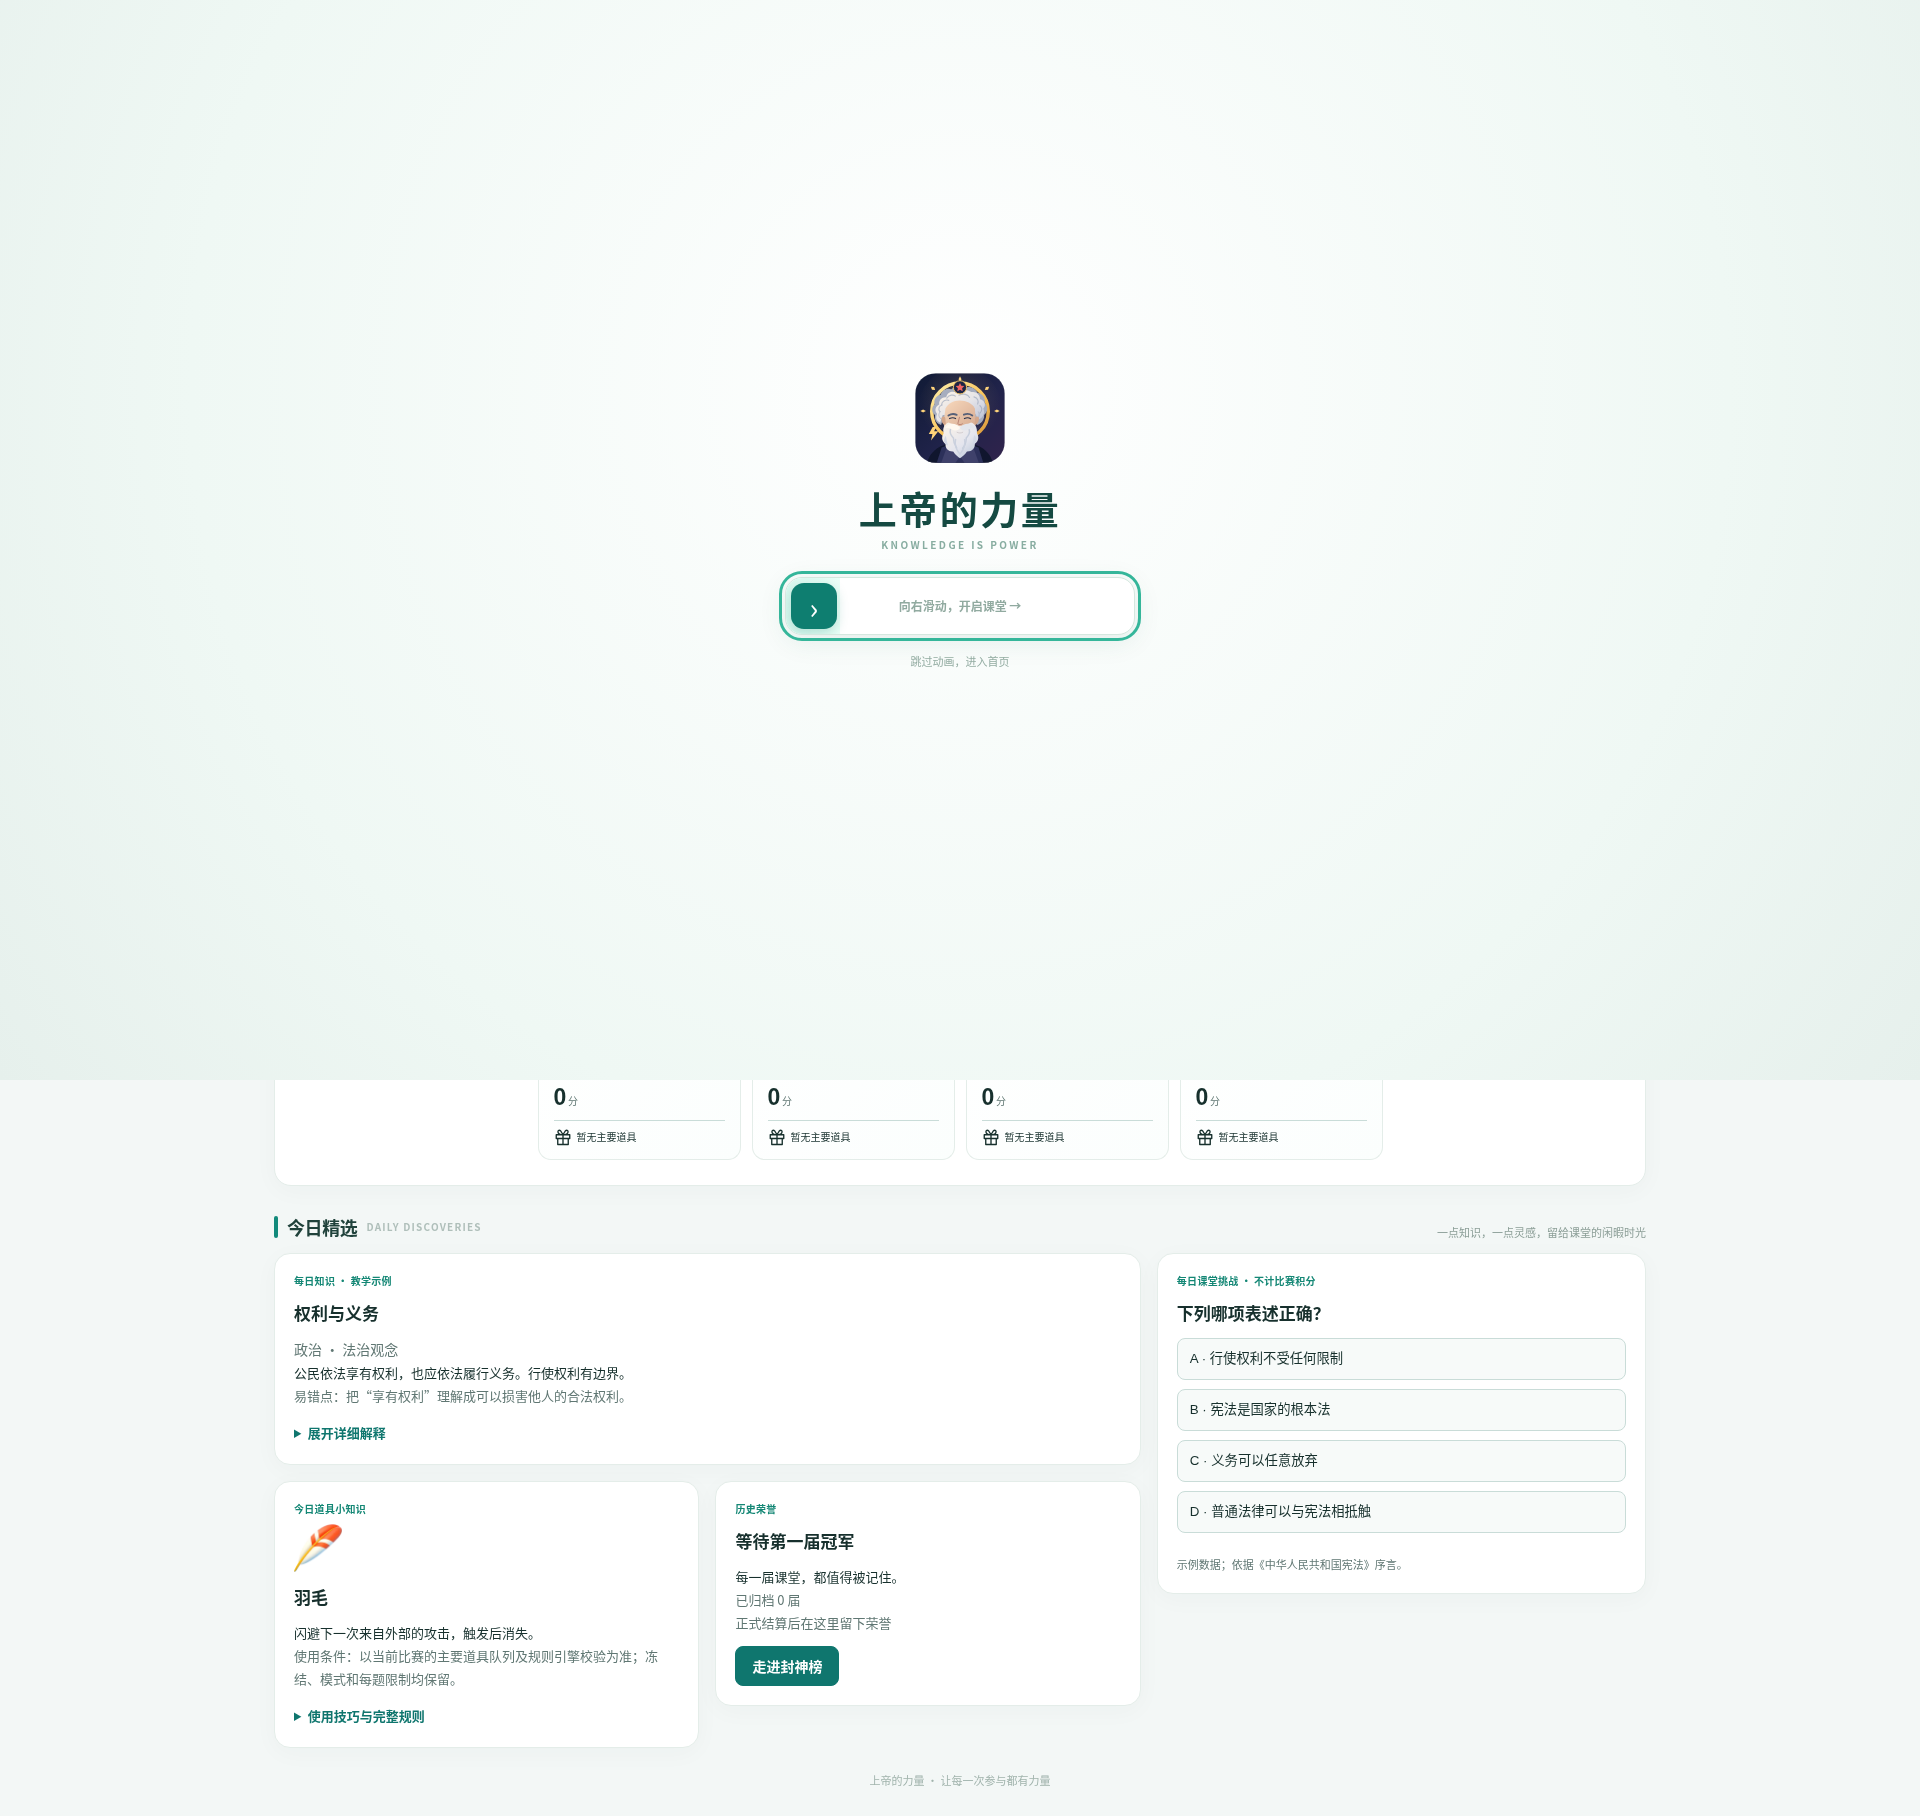 上帝的力量
KNOWLEDGE IS POWER
向右滑动，开启课堂 →
跳过动画，进入首页
0 分
暂无主要道具
0 分
暂无主要道具
0 分
暂无主要道具
0 分
暂无主要道具
今日精选 DAILY DISCOVERIES
一点知识，一点灵感，留给课堂的闲暇时光
每日知识 · 教学示例
权利与义务
政治 · 法治观念
公民依法享有权利，也应依法履行义务。行使权利有边界。
易错点：把“享有权利”理解成可以损害他人的合法权利。
展开详细解释
每日课堂挑战 · 不计比赛积分
下列哪项表述正确？
A · 行使权利不受任何限制
B · 宪法是国家的根本法
C · 义务可以任意放弃
D · 普通法律可以与宪法相抵触
示例数据；依据《中华人民共和国宪法》序言。
今日道具小知识
羽毛
闪避下一次来自外部的攻击，触发后消失。
使用条件：以当前比赛的主要道具队列及规则引擎校验为准；冻
结、模式和每题限制均保留。
使用技巧与完整规则
历史荣誉
等待第一届冠军
每一届课堂，都值得被记住。
已归档 0 届
正式结算后在这里留下荣誉
走进封神榜
上帝的力量 · 让每一次参与都有力量